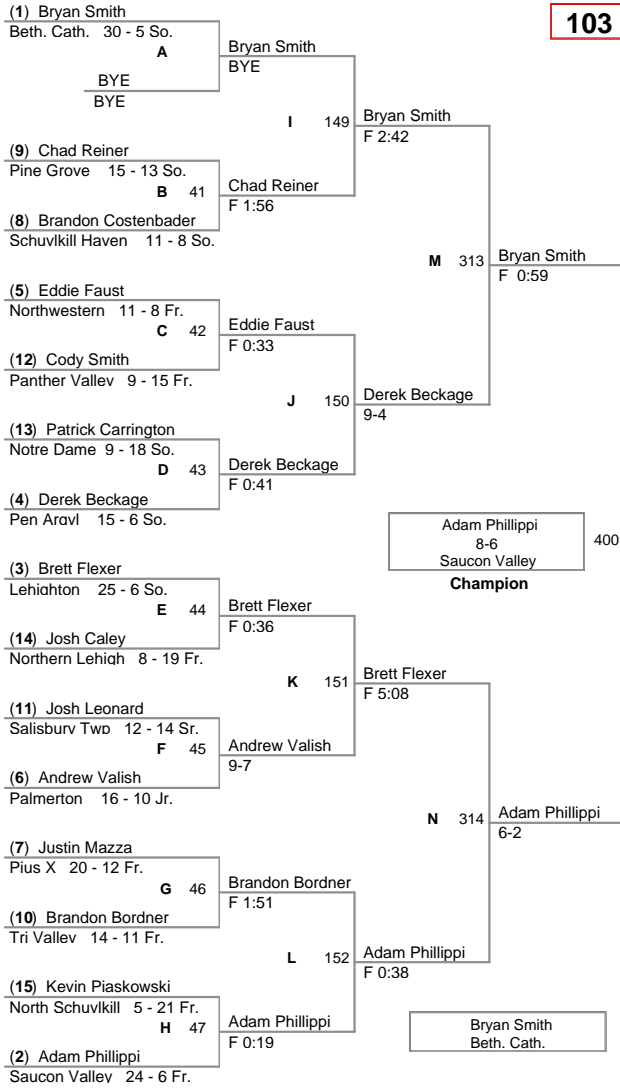 (1) Bryan Smith
Beth. Cath. 30 - 5 So.
A
BYE
BYE
Bryan Smith
BYE
103
I 149
Bryan Smith
F 2:42
(9) Chad Reiner
Pine Grove 15 - 13 So.
B 41
Chad Reiner
F 1:56
(8) Brandon Costenbader
Schuylkill Haven 11 - 8 So.
M 313
Bryan Smith
F 0:59
(5) Eddie Faust
Northwestern 11 - 8 Fr.
C 42
Eddie Faust
F 0:33
(12) Cody Smith
Panther Valley 9 - 15 Fr.
J 150
Derek Beckage
9-4
(13) Patrick Carrington
Notre Dame 9 - 18 So.
D 43
Derek Beckage
F 0:41
(4) Derek Beckage
Pen Argyl 15 - 6 So.
Adam Phillippi
8-6
Saucon Valley
400
Champion
(3) Brett Flexer
Lehighton 25 - 6 So.
E 44
Brett Flexer
F 0:36
(14) Josh Caley
Northern Lehigh 8 - 19 Fr.
K 151
Brett Flexer
F 5:08
(11) Josh Leonard
Salisbury Twp 12 - 14 Sr.
F 45
Andrew Valish
9-7
(6) Andrew Valish
Palmerton 16 - 10 Jr.
N 314
Adam Phillippi
6-2
(7) Justin Mazza
Pius X 20 - 12 Fr.
G 46
Brandon Bordner
F 1:51
(10) Brandon Bordner
Tri Valley 14 - 11 Fr.
L 152
Adam Phillippi
F 0:38
(15) Kevin Piaskowski
North Schuylkill 5 - 21 Fr.
H 47
Adam Phillippi
F 0:19
(2) Adam Phillippi
Saucon Valley 24 - 6 Fr.
Bryan Smith
Beth. Cath.